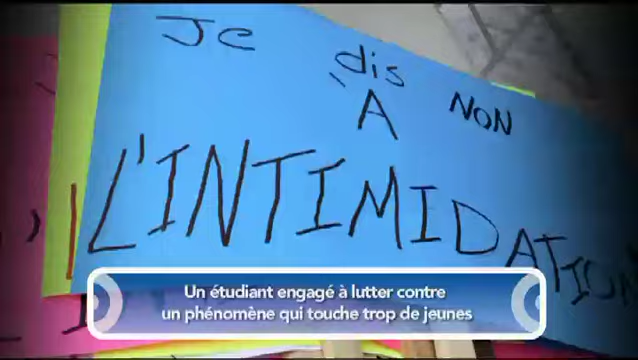 Je dis NON
À
L'INTIMIDATION
Un étudiant engagé à lutter contre
un phénomène qui touche trop de jeunes